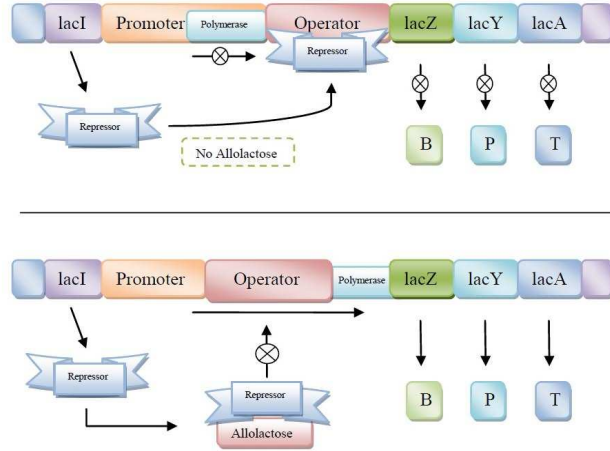 lacI Promoter Polymerase Operator lacZ lacY lacA
Repressor
Repressor
No Allolactose
B P T
lacI Promoter Operator Polymerase lacZ lacY lacA
Repressor
Repressor
Allolactose
B P T